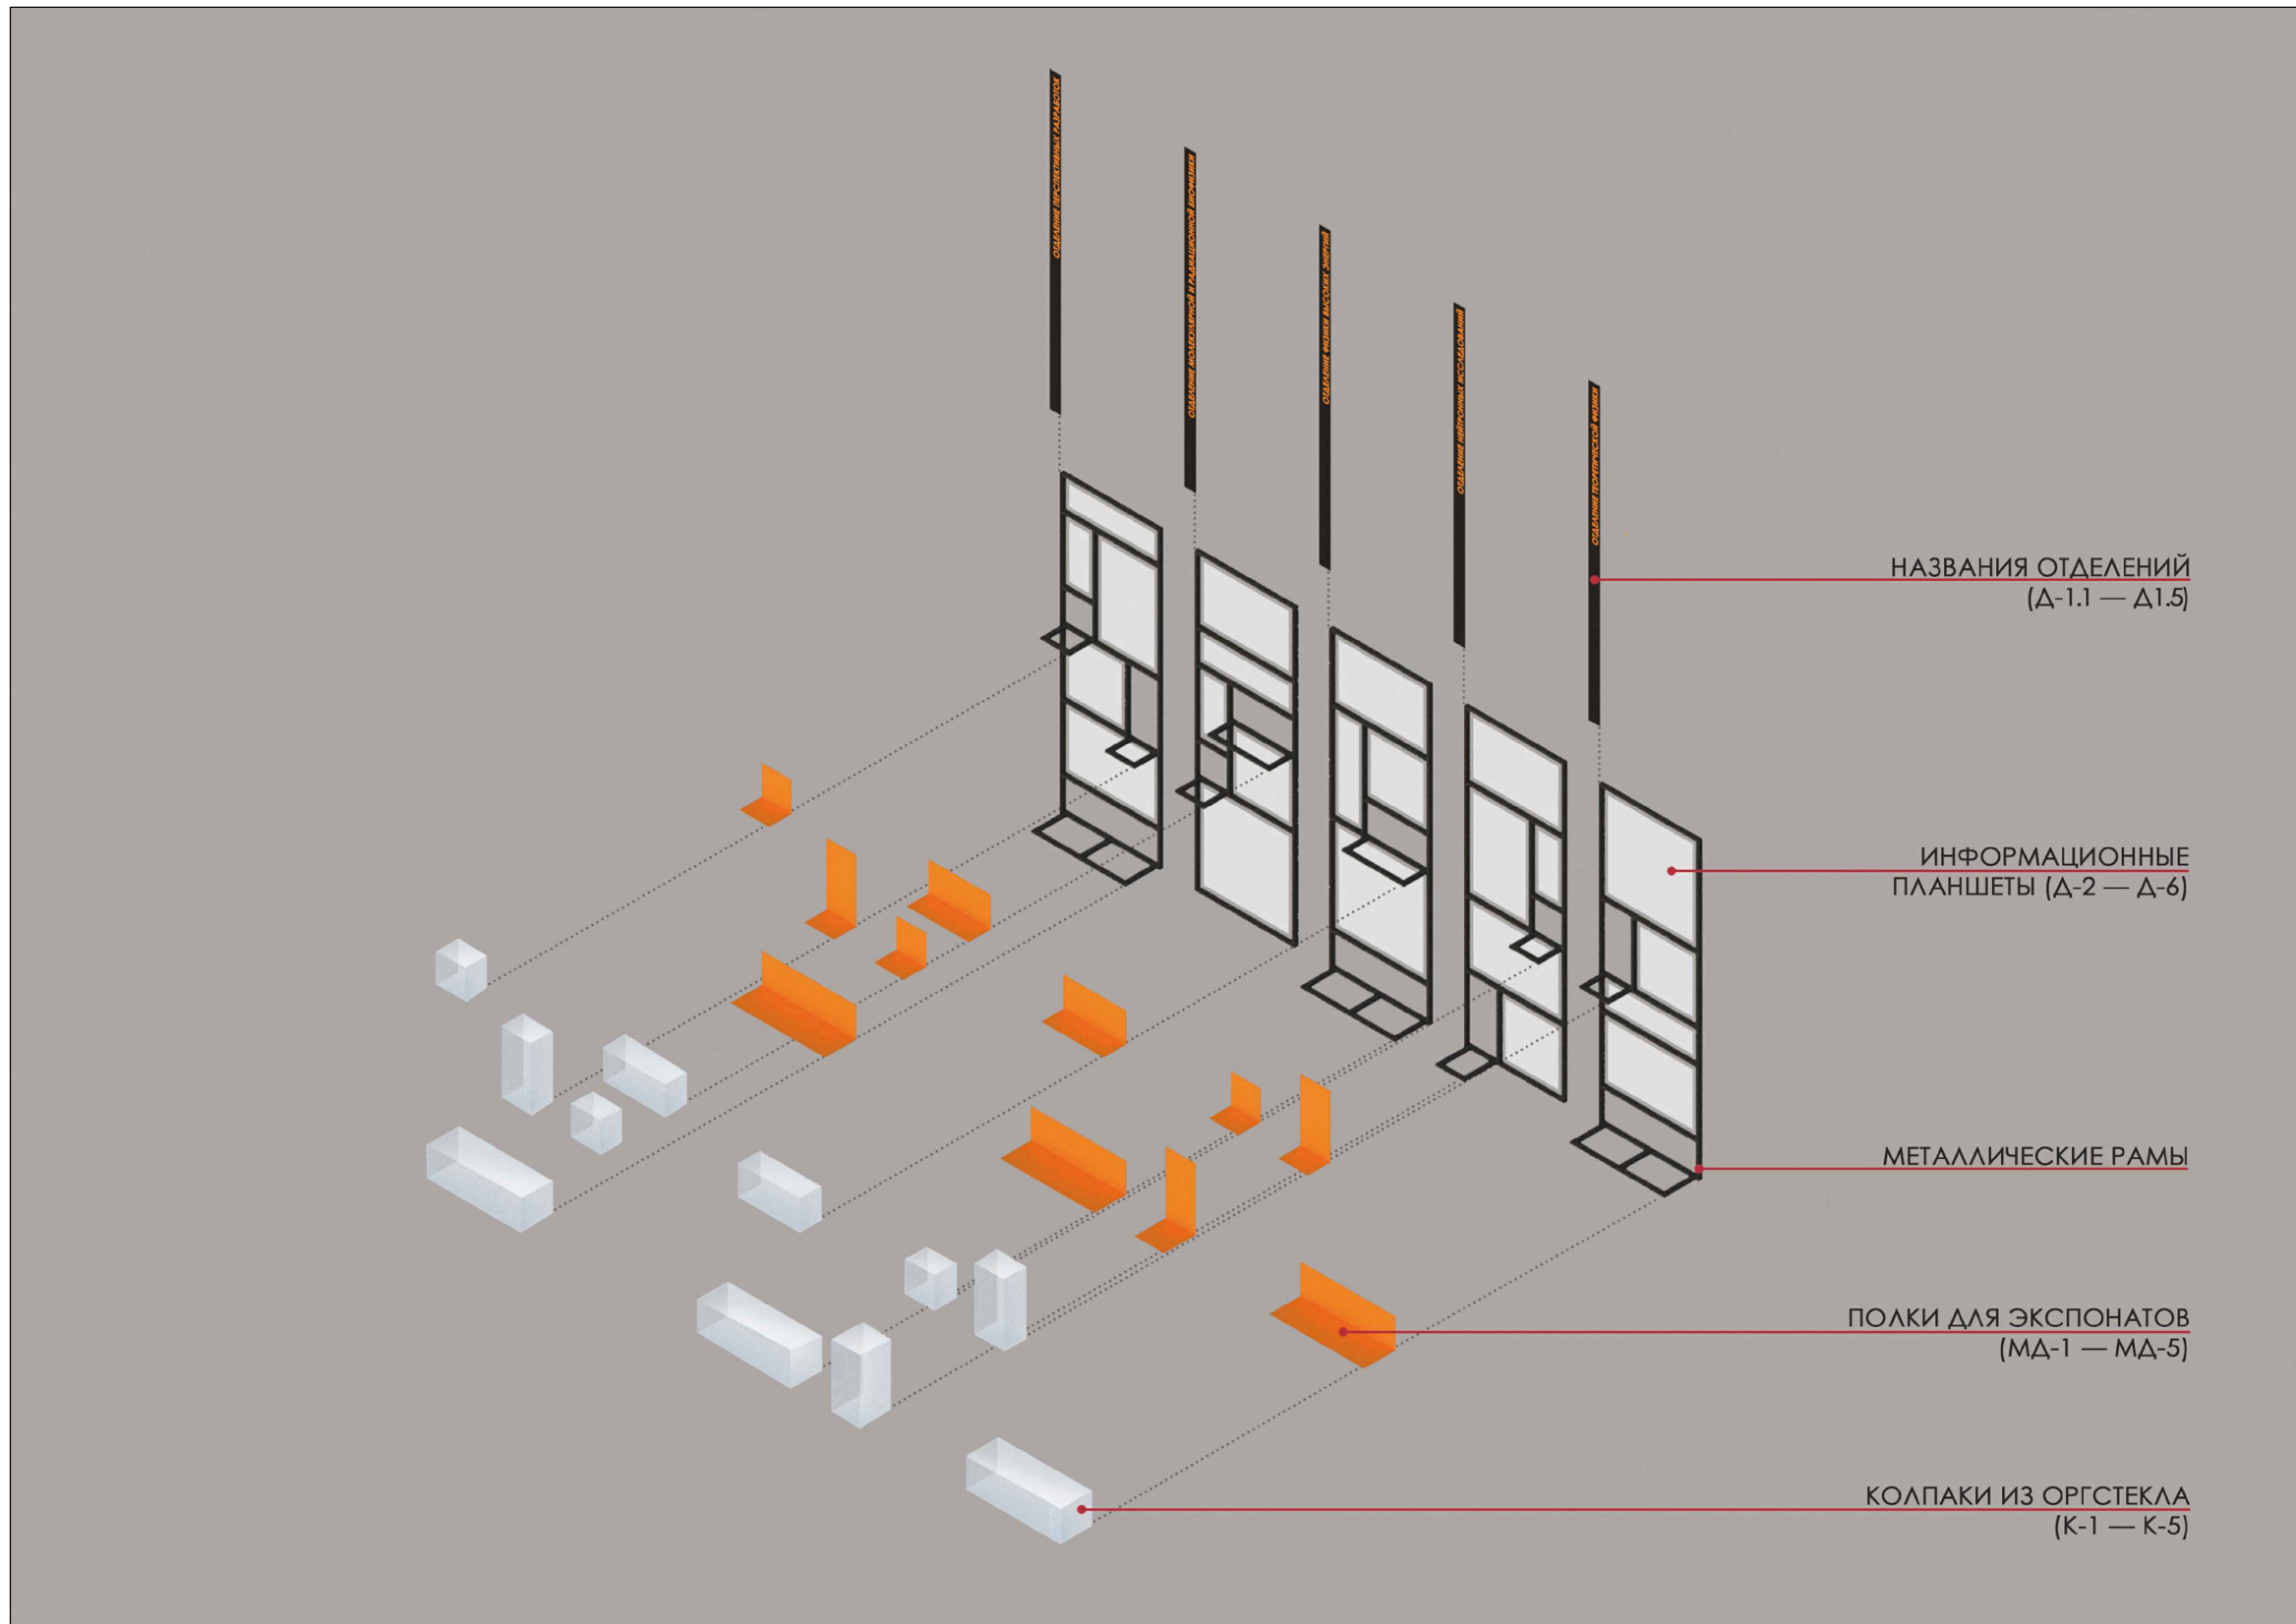 ОТДЕЛЕНИЕ ПЕРСПЕКТИВНЫХ РАЗРАБОТОК
ОТДЕЛЕНИЕ МОЛЕКУЛЯРНОЙ И РАДИАЦИОННОЙ БИОФИЗИКИ
ОТДЕЛЕНИЕ ФИЗИКИ ВЫСОКИХ ЭНЕРГИЙ
ОТДЕЛЕНИЕ НЕЙТРОННЫХ ИССЛЕДОВАНИЙ
ОТДЕЛЕНИЕ ТЕОРЕТИЧЕСКОЙ ФИЗИКИ
НАЗВАНИЯ ОТДЕЛЕНИЙ
(Д-1.1 — Д1.5)
ИНФОРМАЦИОННЫЕ
ПЛАНШЕТЫ (Д-2 — Д-6)
МЕТАЛЛИЧЕСКИЕ РАМЫ
ПОЛКИ ДЛЯ ЭКСПОНАТОВ
(МД-1 — МД-5)
КОЛПАКИ ИЗ ОРГСТЕКЛА
(К-1 — К-5)